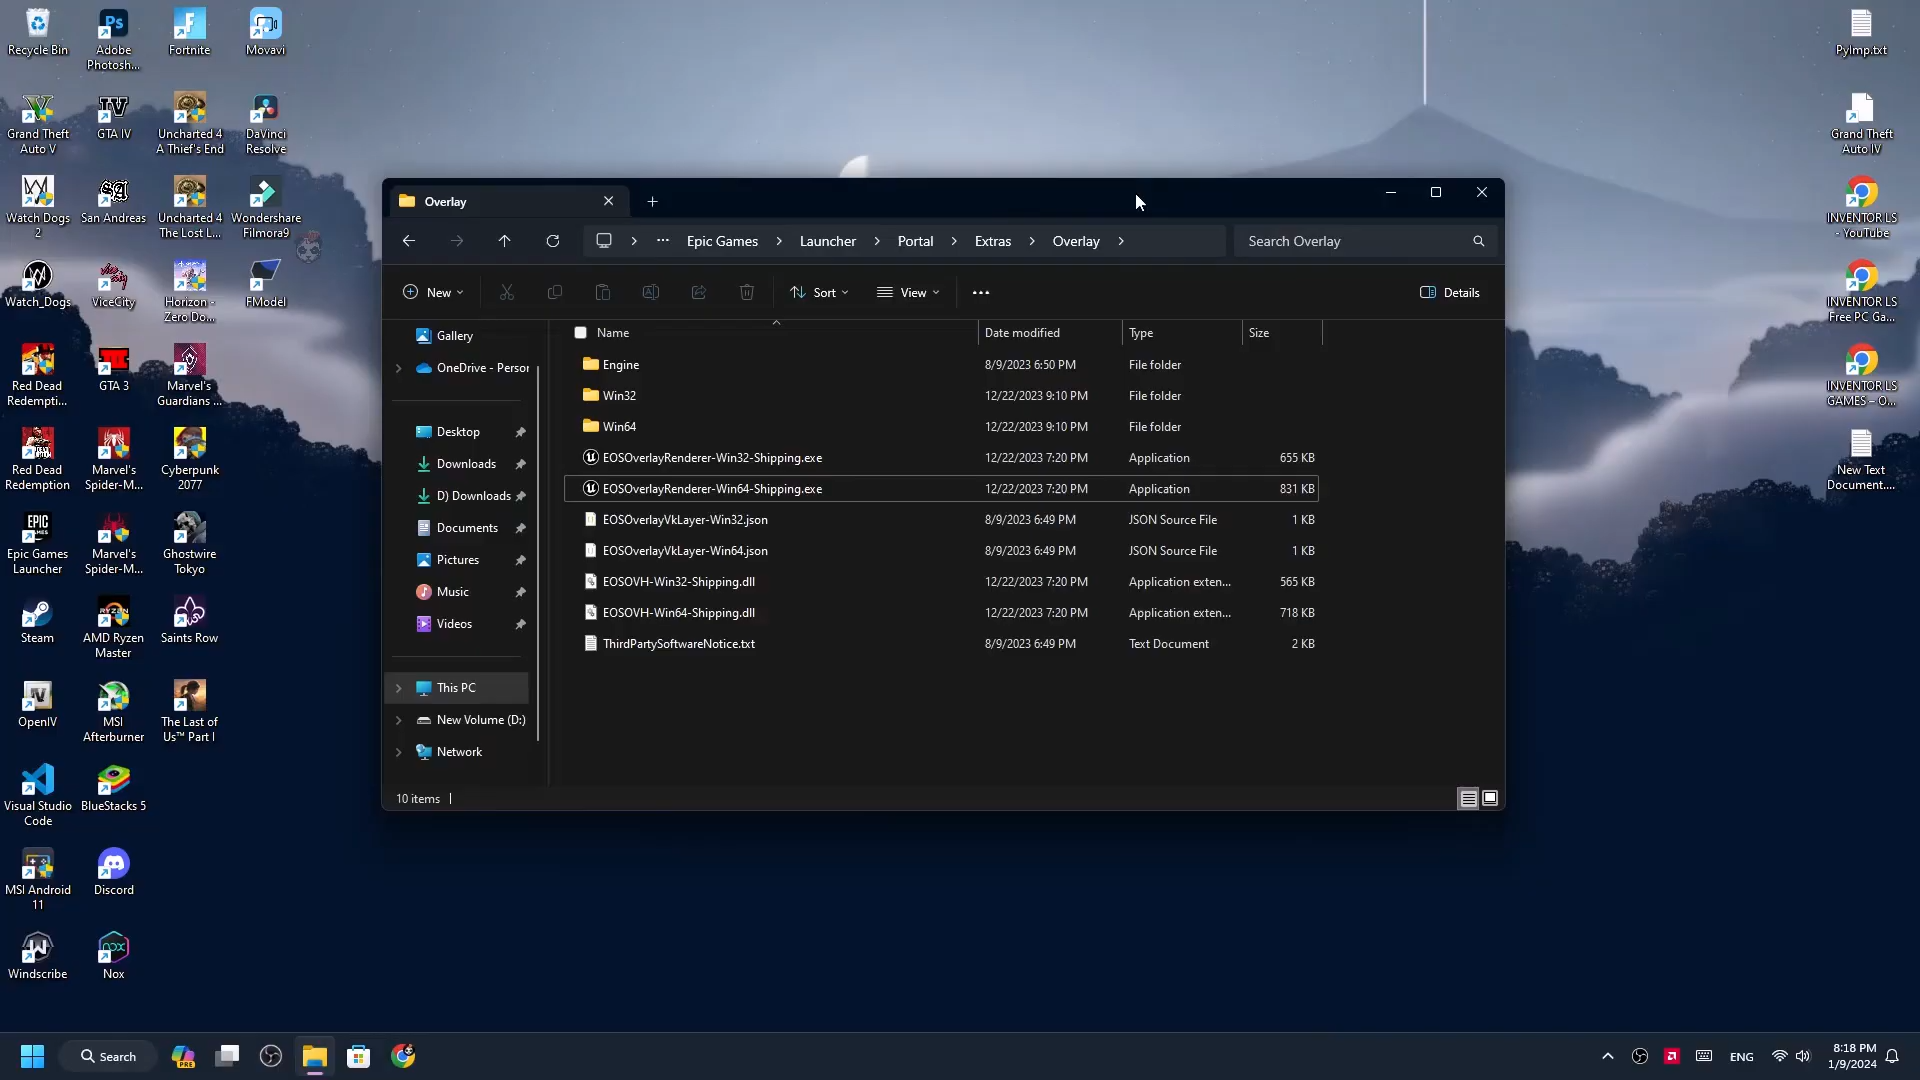 Recycle Bin
Adobe
Photosh...
Fortnite
Movavi
Grand Theft
Auto V
GTA IV
Uncharted 4
A Thief's End
DaVinci
Resolve
Watch Dogs
2
San Andreas
Uncharted 4
The Lost L...
Wondershare
Filmora9
Watch_Dogs
ViceCity
Horizon -
Zero Do...
FModel
Red Dead
Redempti...
GTA 3
Marvel's
Guardians ...
Red Dead
Redemption
Marvel's
Spider-M...
Cyberpunk
2077
Epic Games
Launcher
Marvel's
Spider-M...
Ghostwire
Tokyo
Steam
AMD Ryzen
Master
Saints Row
OpenIV
MSI
Afterburner
The Last of
Us™ Part I
Visual Studio
Code
BlueStacks 5
MSI Android
11
Discord
Windscribe
Nox
PyImp.txt
Grand Theft
Auto IV
INVENTOR LS
- YouTube
INVENTOR LS
Free PC Ga...
INVENTOR LS
GAMES – O...
New Text
Document....
Overlay
Epic Games > Launcher > Portal > Extras > Overlay >
Search Overlay
New
Sort
View
Details
Gallery
OneDrive - Persor
Desktop
Downloads
D) Downloads
Documents
Pictures
Music
Videos
This PC
New Volume (D:)
Network
Name Date modified Type Size
Engine 8/9/2023 6:50 PM File folder
Win32 12/22/2023 9:10 PM File folder
Win64 12/22/2023 9:10 PM File folder
EOSOverlayRenderer-Win32-Shipping.exe 12/22/2023 7:20 PM Application 655 KB
EOSOverlayRenderer-Win64-Shipping.exe 12/22/2023 7:20 PM Application 831 KB
EOSOverlayVkLayer-Win32.json 8/9/2023 6:49 PM JSON Source File 1 KB
EOSOverlayVkLayer-Win64.json 8/9/2023 6:49 PM JSON Source File 1 KB
EOSOVH-Win32-Shipping.dll 12/22/2023 7:20 PM Application exten... 565 KB
EOSOVH-Win64-Shipping.dll 12/22/2023 7:20 PM Application exten... 718 KB
ThirdPartySoftwareNotice.txt 8/9/2023 6:49 PM Text Document 2 KB
10 items
Search
PRE
ENG
8:18 PM
1/9/2024